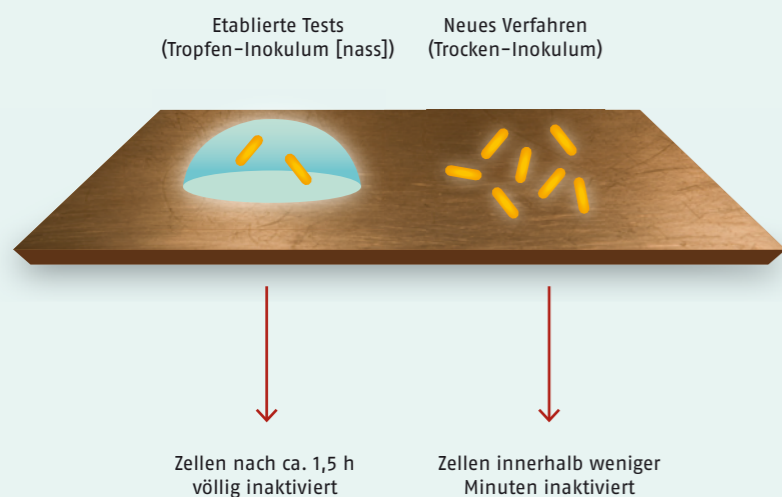 Etablierte Tests
(Tropfen-Inokulum [nass])
Neues Verfahren
(Trocken-Inokulum)
Zellen nach ca. 1,5 h
völlig inaktiviert
Zellen innerhalb weniger
Minuten inaktiviert